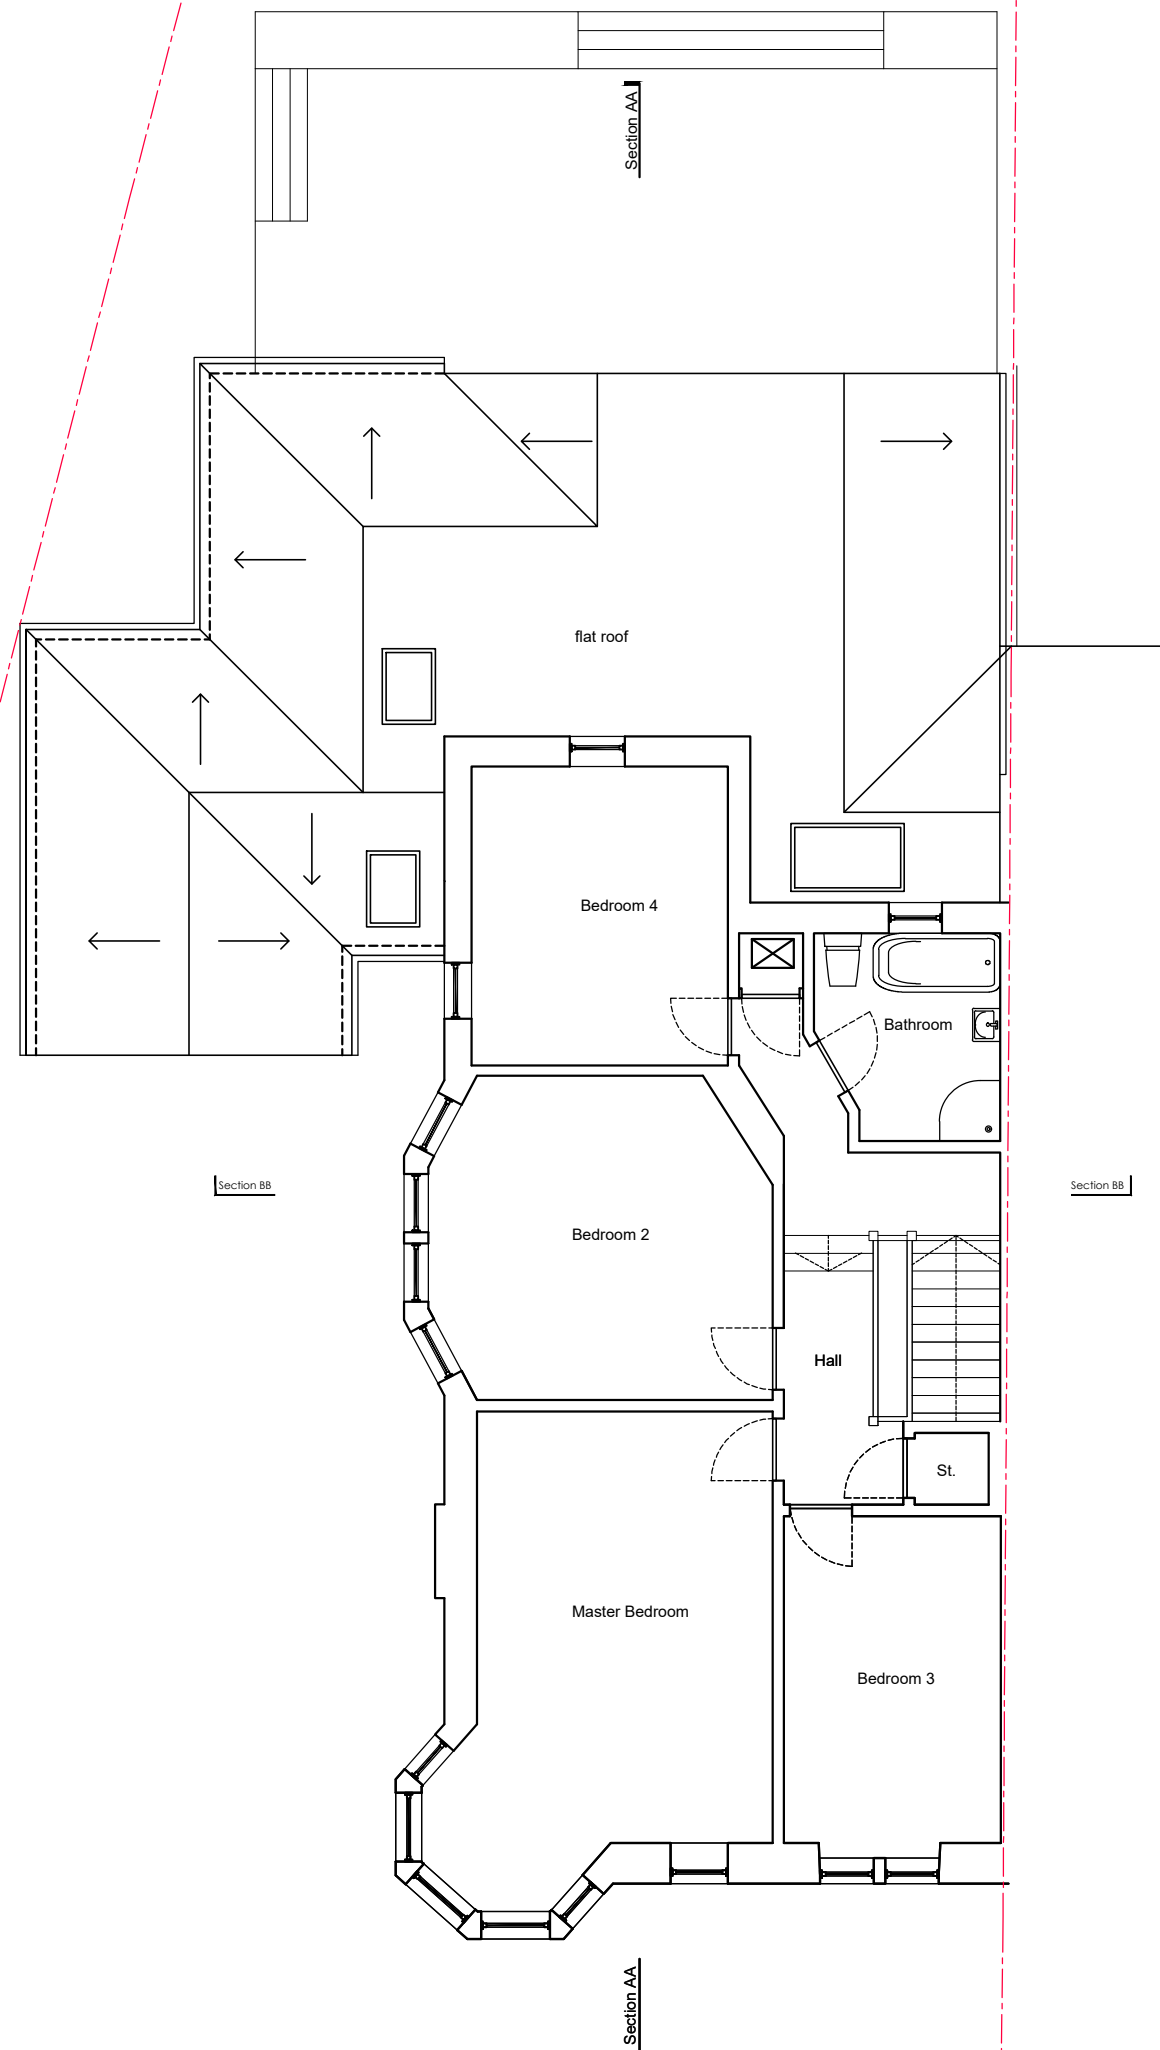 Section AA
flat roof
Bedroom 4
Bathroom
Section BB
Section BB
Bedroom 2
Hall
St.
Master Bedroom
Bedroom 3
Section AA